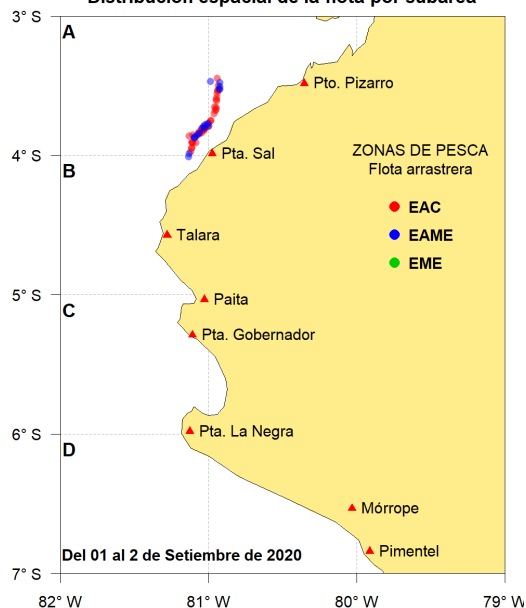 Distribución espacial de la flota por subárea
3° S
A
Pto. Pizarro
4° S
Pta. Sal
B
ZONAS DE PESCA
Flota arrastrera
EAC
EAME
EME
Talara
5° S
Paita
C
Pta. Gobernador
6° S
Pta. La Negra
D
Mórrope
Pimentel
Del 01 al 2 de Setiembre de 2020
7° S
82° W
81° W
80° W
79° W